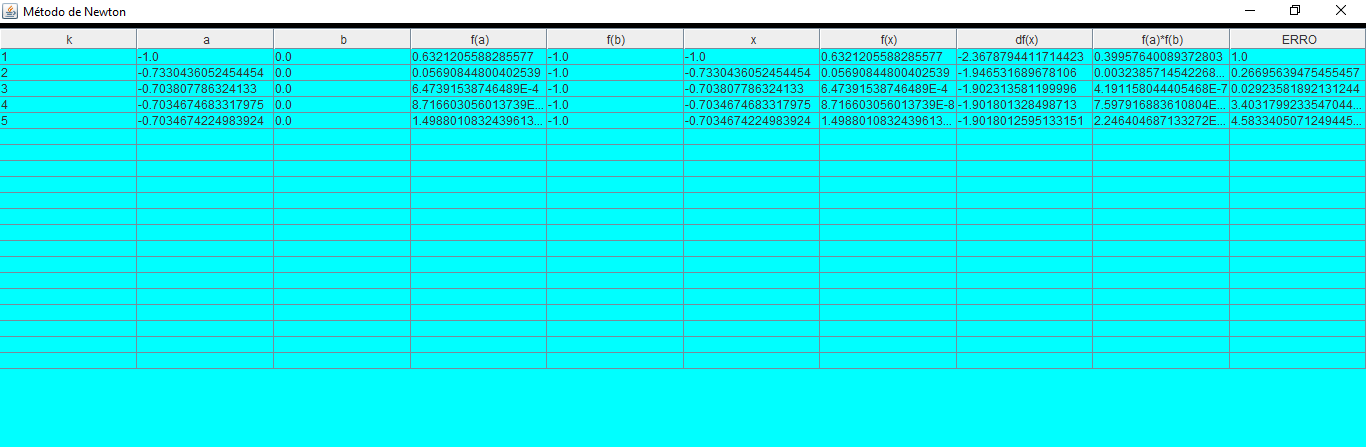 Método de Newton
k a b f(a) f(b) x f(x) df(x) f(a)*f(b) ERRO
1 -1.0 0.0 0.6321205588285577 -1.0 -1.0 0.6321205588285577 -2.3678794411714423 0.39957640089372803 1.0
2 -0.7330436052454454 0.0 0.05690844800402539 -1.0 -0.7330436052454454 0.05690844800402539 -1.946531689678106 0.0032385714542268... 0.26695639475455457
3 -0.703807786324133 0.0 6.47391538746489E-4 -1.0 -0.703807786324133 6.47391538746489E-4 -1.902313581199996 4.191158044405468E-7 0.02923581892131244
4 -0.7034674683317975 0.0 8.716603056013739E... -1.0 -0.7034674683317975 8.716603056013739E-8 -1.901801328498713 7.597916883610804E... 3.4031799233547044...
5 -0.7034674224983924 0.0 1.4988010832439613... -1.0 -0.7034674224983924 1.4988010832439613... -1.9018012595133151 2.246404687133272E... 4.5833405071249445...